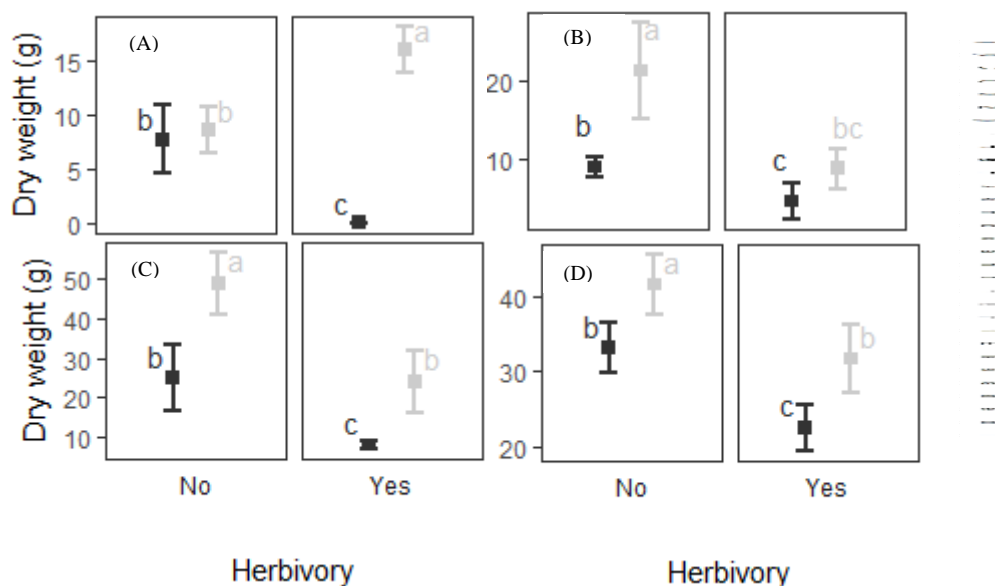 Dry weight (g)
(A)
15
10
5
0
b
b
c
a
(B)
20
10
b
a
c
bc
Dry weight (g)
(C)
50
40
30
20
10
b
a
c
b
No
Yes
Herbivory
(D)
40
30
20
b
a
c
b
No
Yes
Herbivory